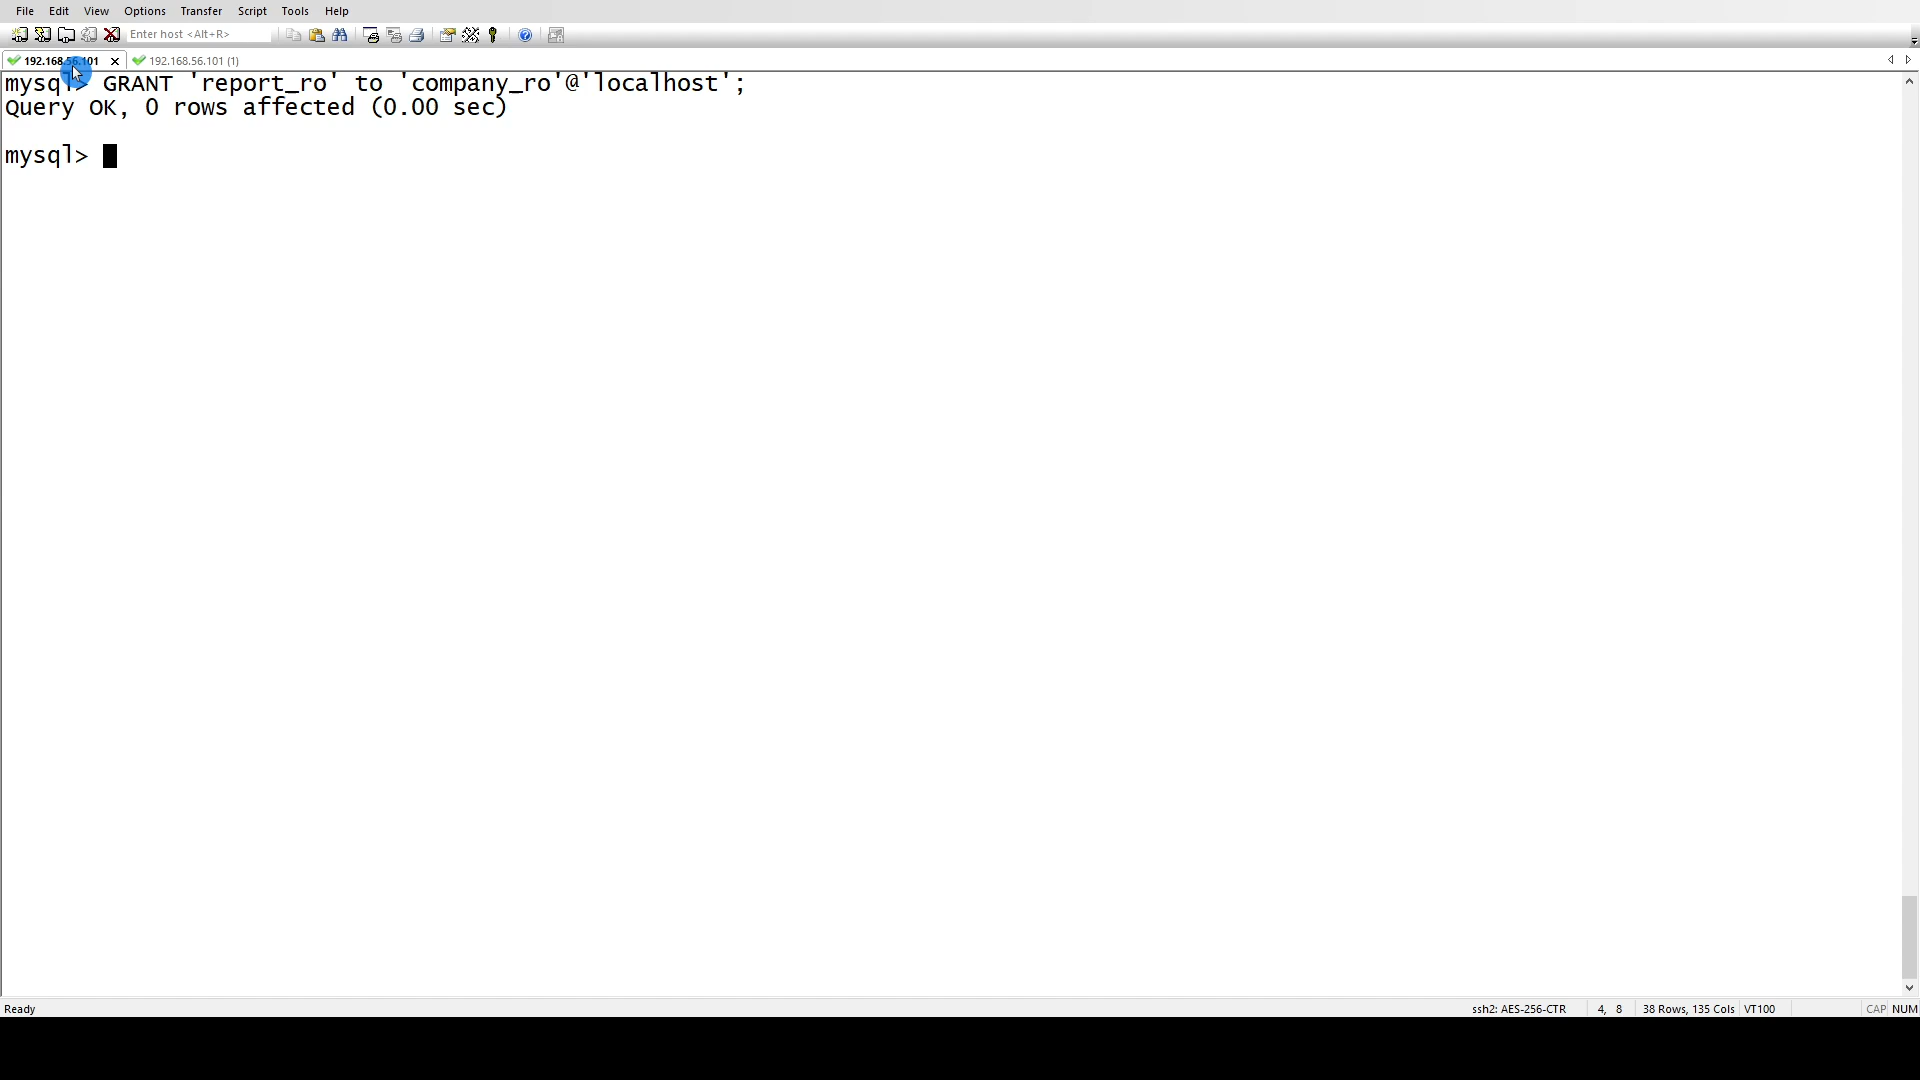 File Edit View Options Transfer Script Tools Help
Enter host <Alt+R>
192.168.56.101 192.168.56.101 (1)
mysql> GRANT 'report_ro' to 'company_ro'@'localhost';
Query OK, 0 rows affected (0.00 sec)
mysql>
Ready ssh2: AES-256-CTR 4, 8 38 Rows, 135 Cols VT100 CAP NUM